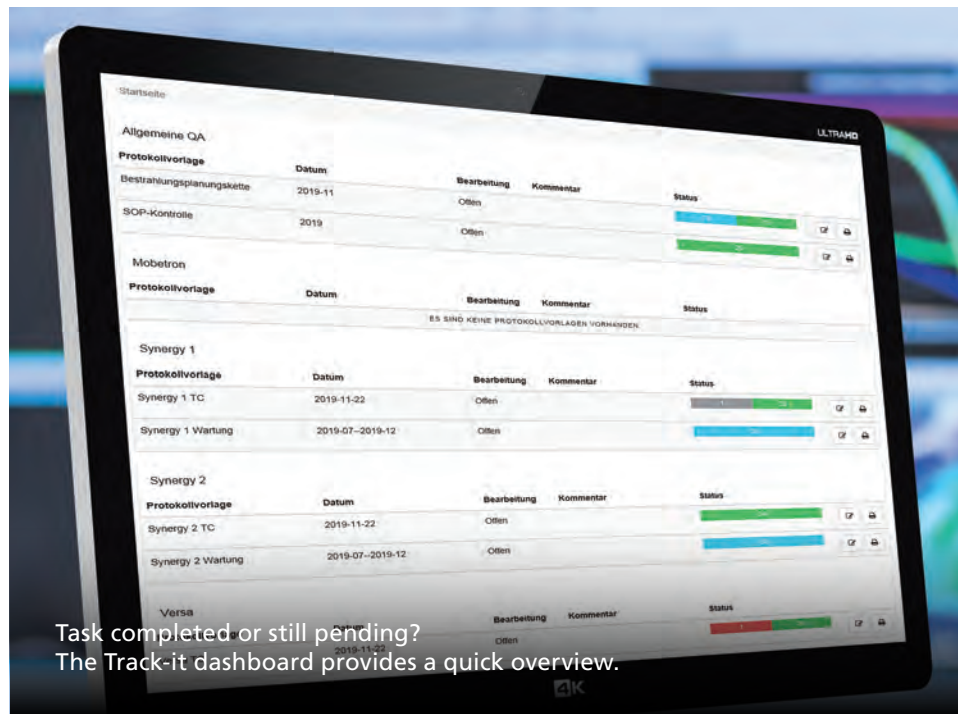 Startseite
ULTRAHD
Allgemeine QA
Protokollvorlage Datum Bearbeitung Kommentar Status
Bestrahlungsplanungskette 2019-11 Offen
SOP-Kontrolle 2019 Offen
Mobetron
Protokollvorlage Datum Bearbeitung Kommentar Status
ES SIND KEINE PROTOKOLLVORLAGEN VORHANDEN
Synergy 1
Protokollvorlage Datum Bearbeitung Kommentar Status
Synergy 1 TC 2019-11-22 Offen
Synergy 1 Wartung 2019-07--2019-12 Offen
Synergy 2
Protokollvorlage Datum Bearbeitung Kommentar Status
Synergy 2 TC 2019-11-22 Offen
Synergy 2 Wartung 2019-07--2019-12 Offen
Versa
Datum Bearbeitung Kommentar Status
2019-11-22 Offen
Task completed or still pending?
The Track-it dashboard provides a quick overview.
4K